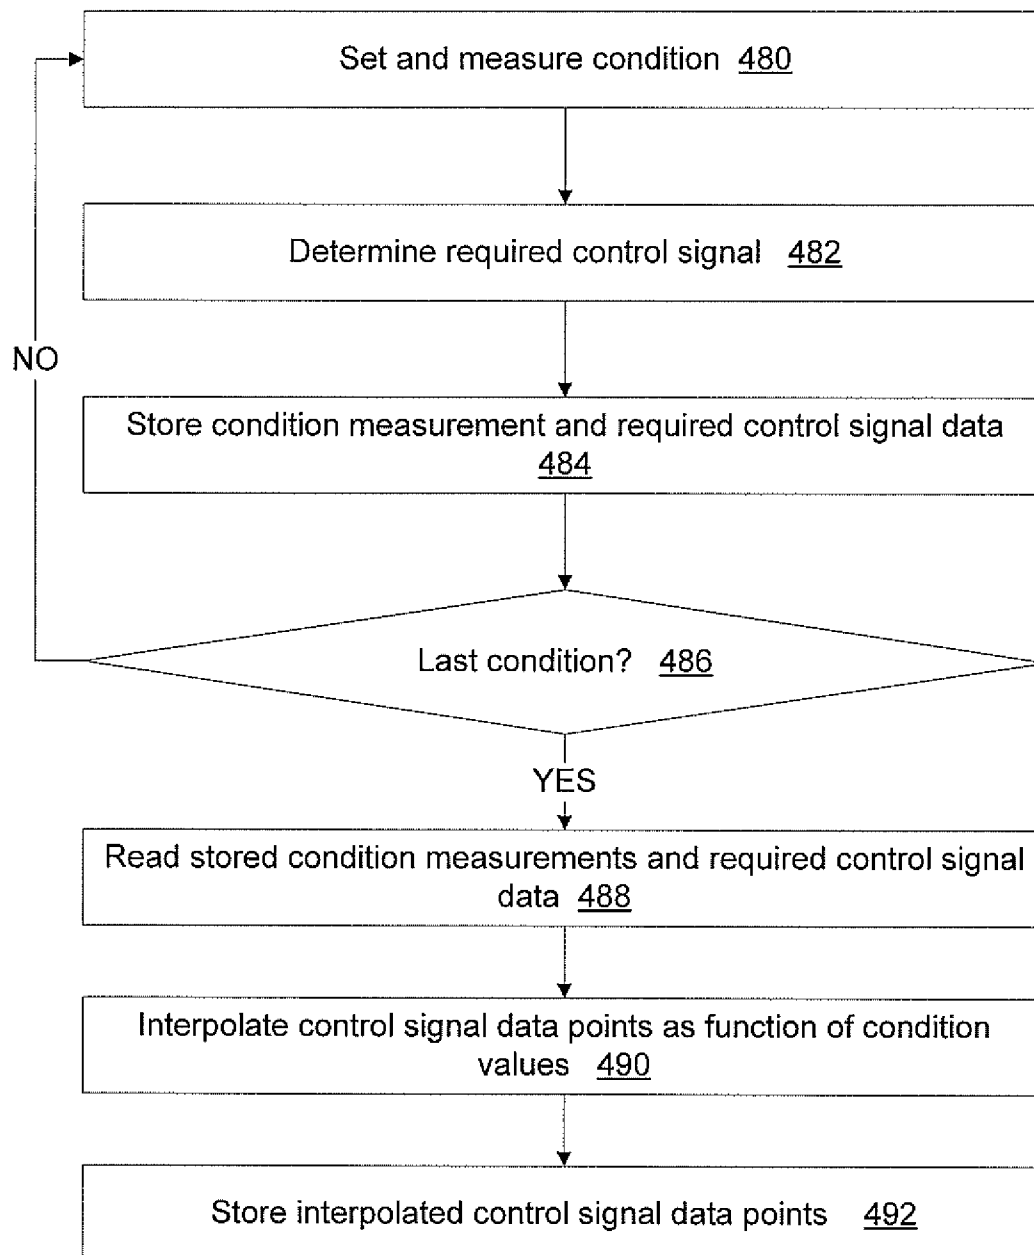 Set and measure condition 480
Determine required control signal 482
NO
Store condition measurement and required control signal data
484
Last condition? 486
YES
Read stored condition measurements and required control signal
data 488
Interpolate control signal data points as function of condition
values 490
Store interpolated control signal data points 492